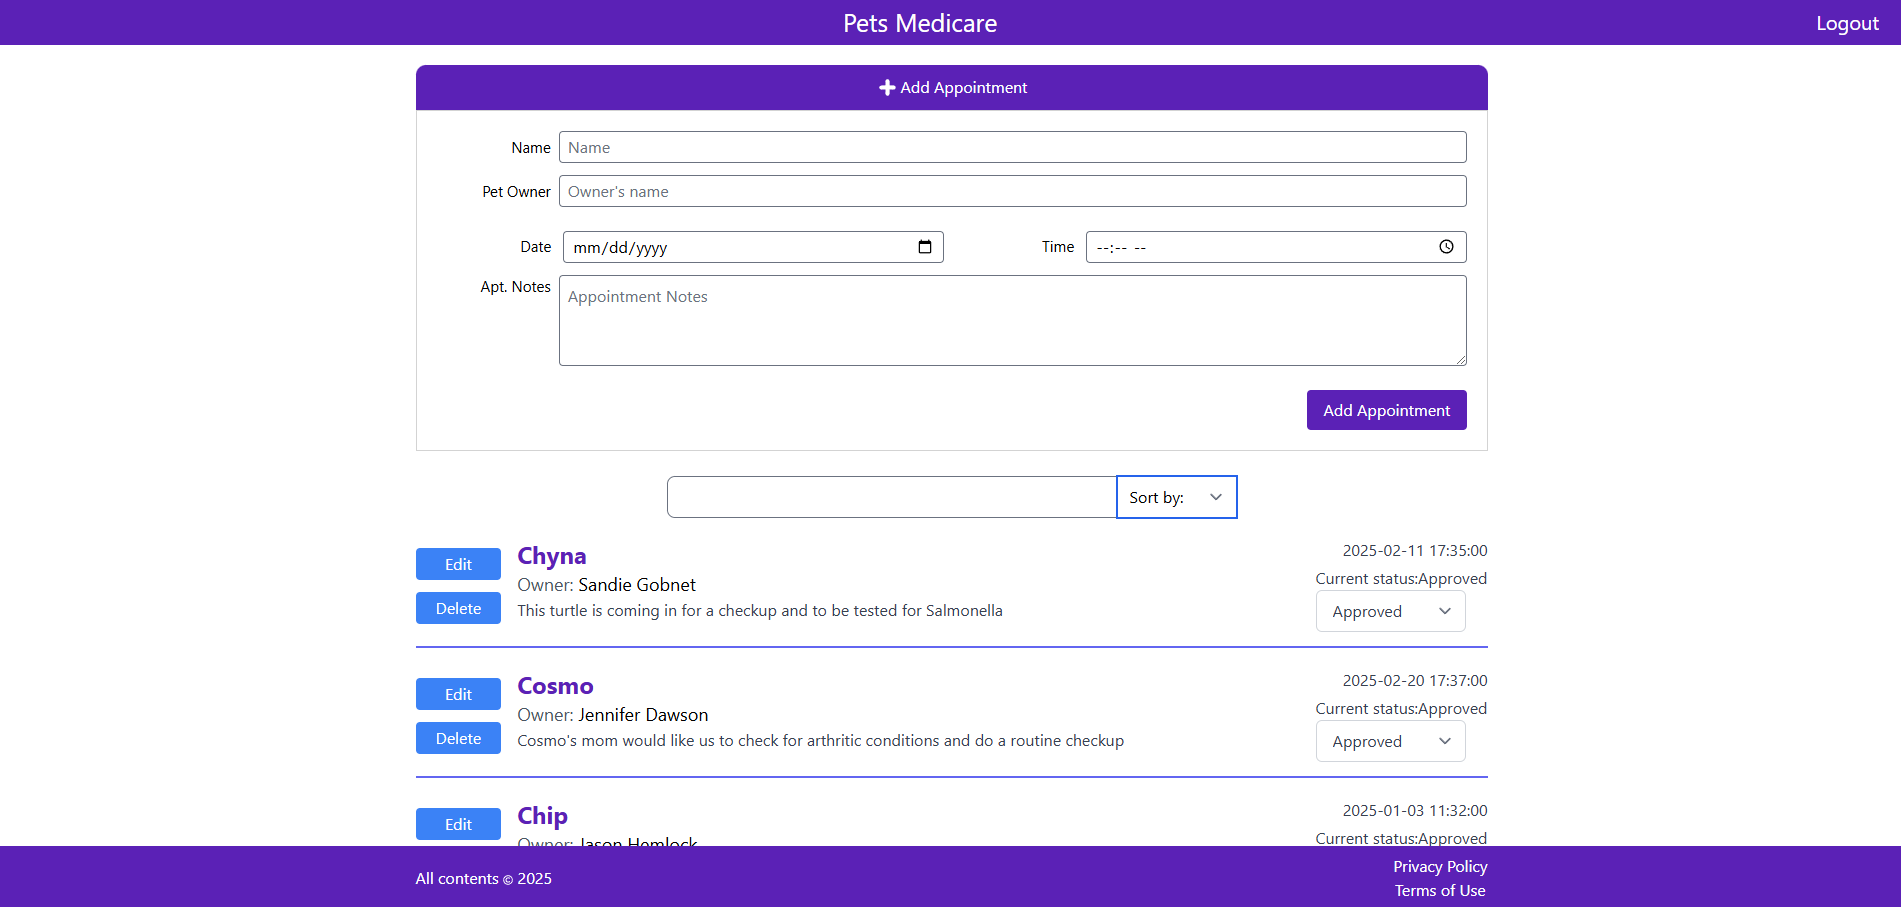 Pets Medicare
Logout
Add Appointment
Name
Name
Pet Owner
Owner's name
Date
mm/dd/yyyy
Time
--:-- --
Apt. Notes
Appointment Notes
Add Appointment
Sort by:
Edit
Delete
Chyna
Owner: Sandie Gobnet
This turtle is coming in for a checkup and to be tested for Salmonella
2025-02-11 17:35:00
Current status:Approved
Approved
Edit
Delete
Cosmo
Owner: Jennifer Dawson
Cosmo's mom would like us to check for arthritic conditions and do a routine checkup
2025-02-20 17:37:00
Current status:Approved
Approved
Edit
Chip
Owner: Jason Hemlock
2025-01-03 11:32:00
Current status:Approved
All contents © 2025
Privacy Policy
Terms of Use